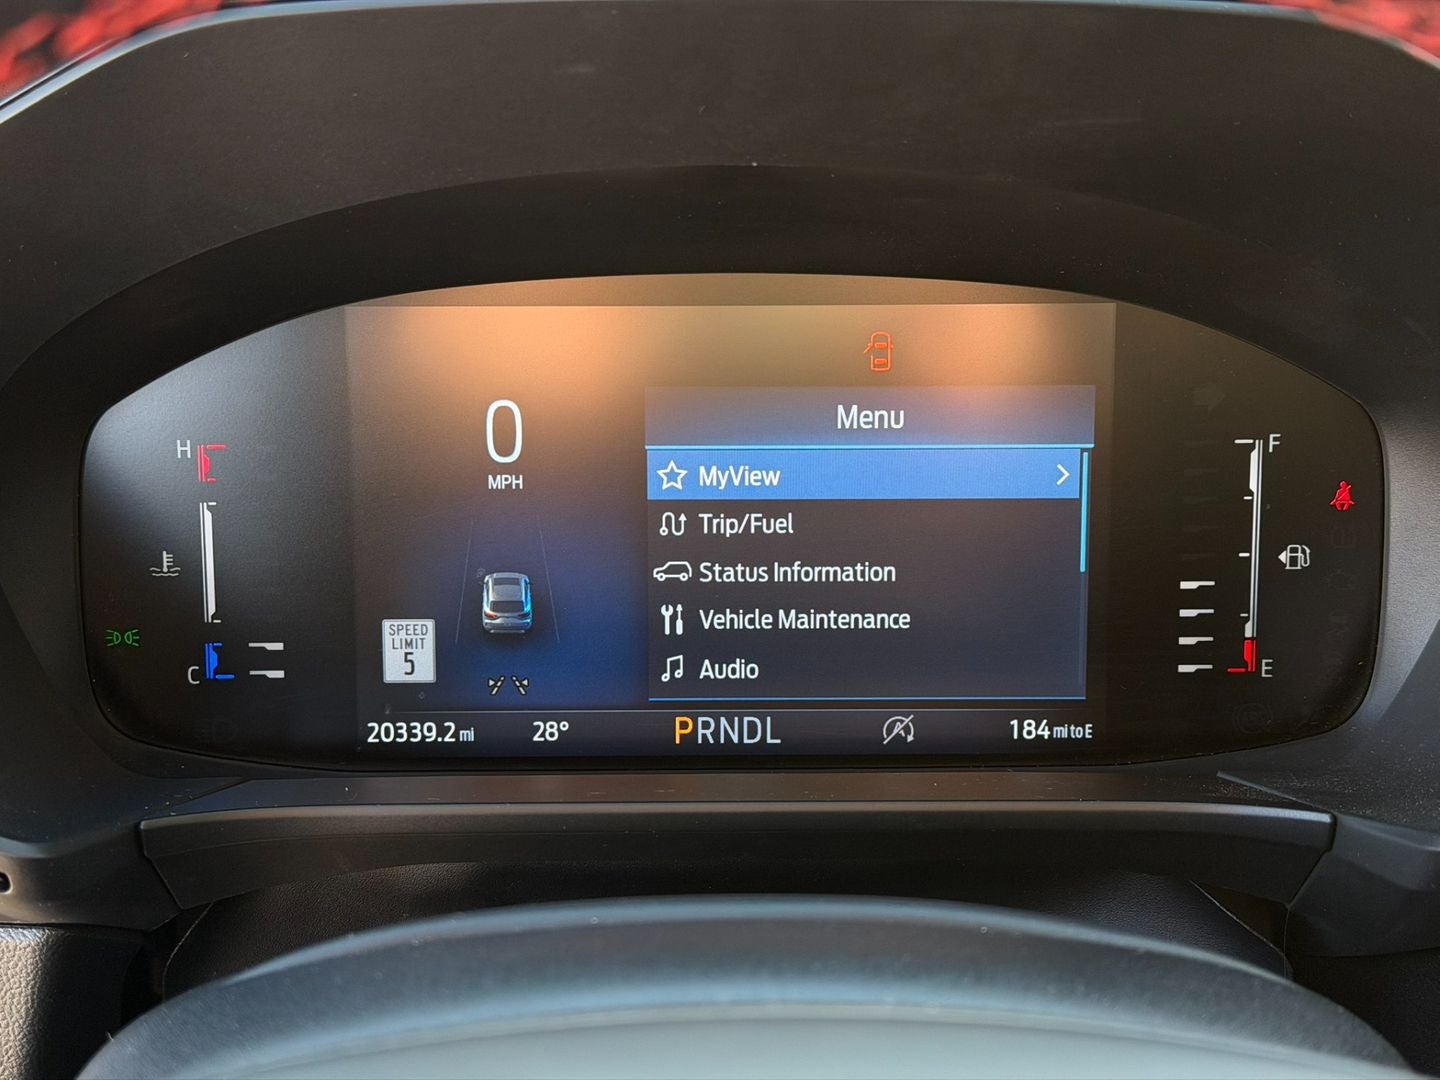 H
C
0
MPH
SPEED
LIMIT
5
Menu
MyView
Trip/Fuel
Status Information
Vehicle Maintenance
Audio
F
E
20339.2 mi
28°
PRNDL
A
184 mi to E